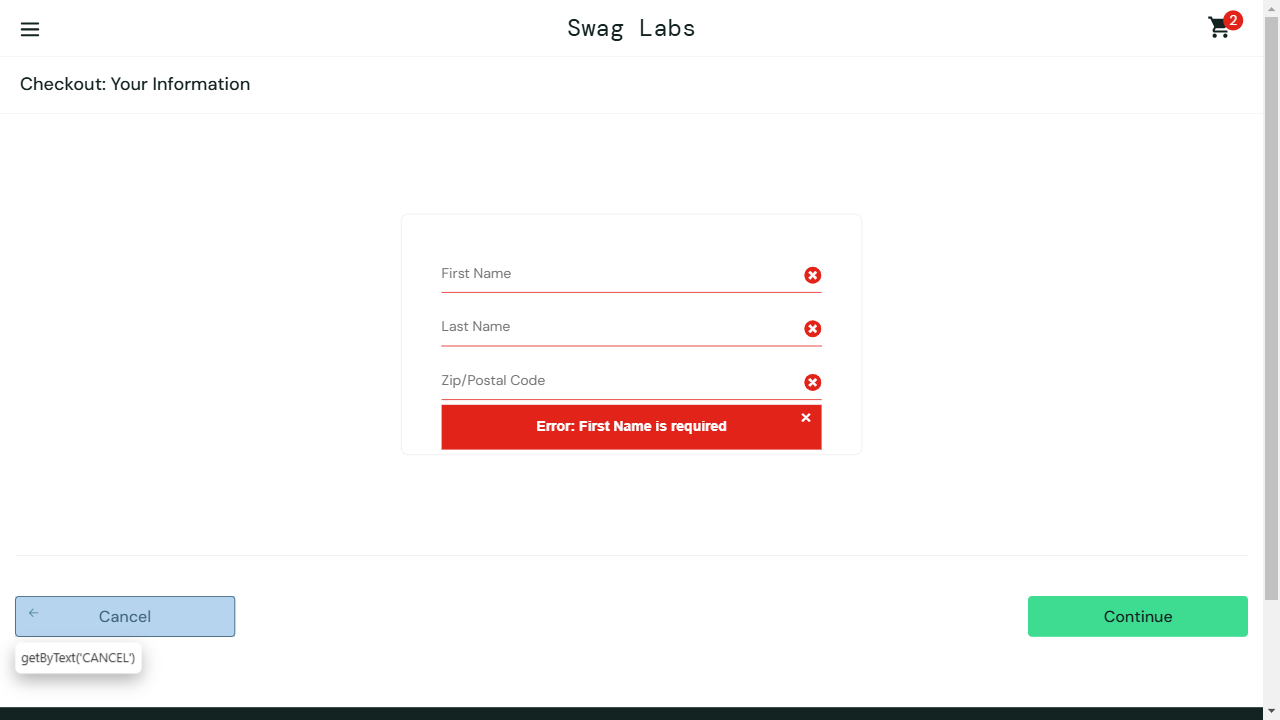 Swag Labs
2
Checkout: Your Information
First Name
Last Name
Zip/Postal Code
Error: First Name is required
Cancel
Continue
getByText('CANCEL')